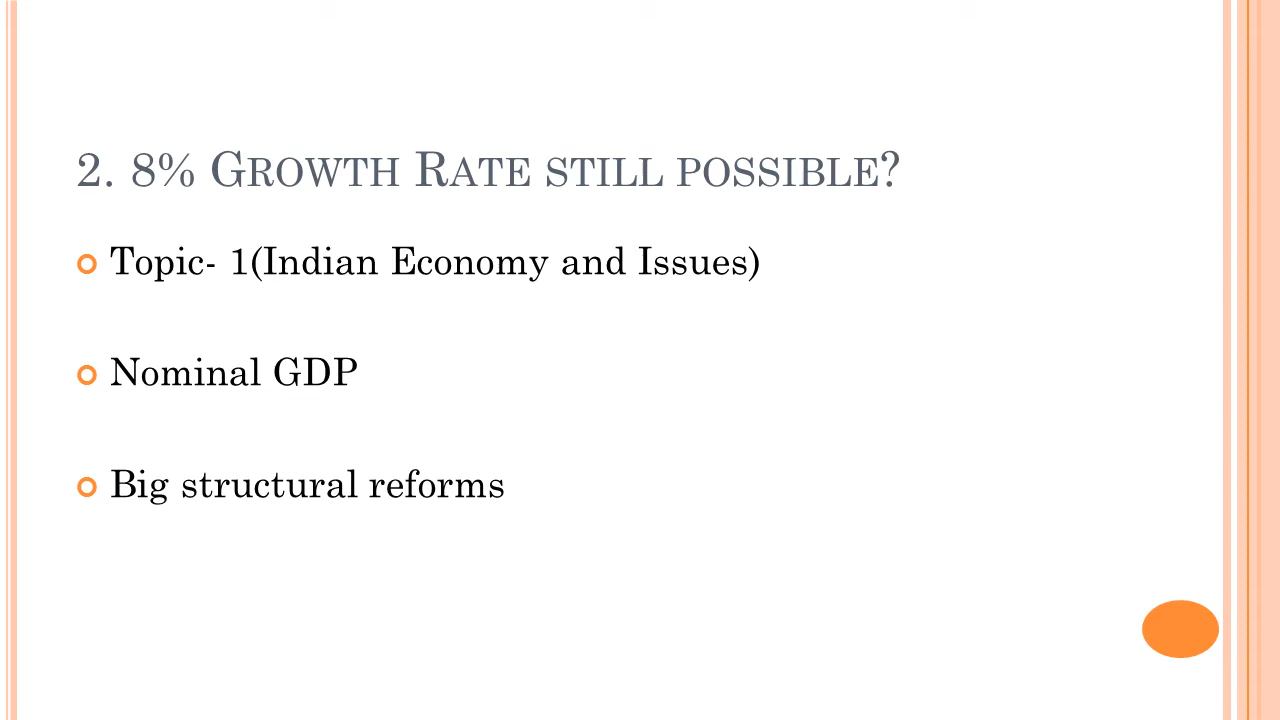 2. 8% Growth Rate still possible?
Topic- 1(Indian Economy and Issues)
Nominal GDP
Big structural reforms